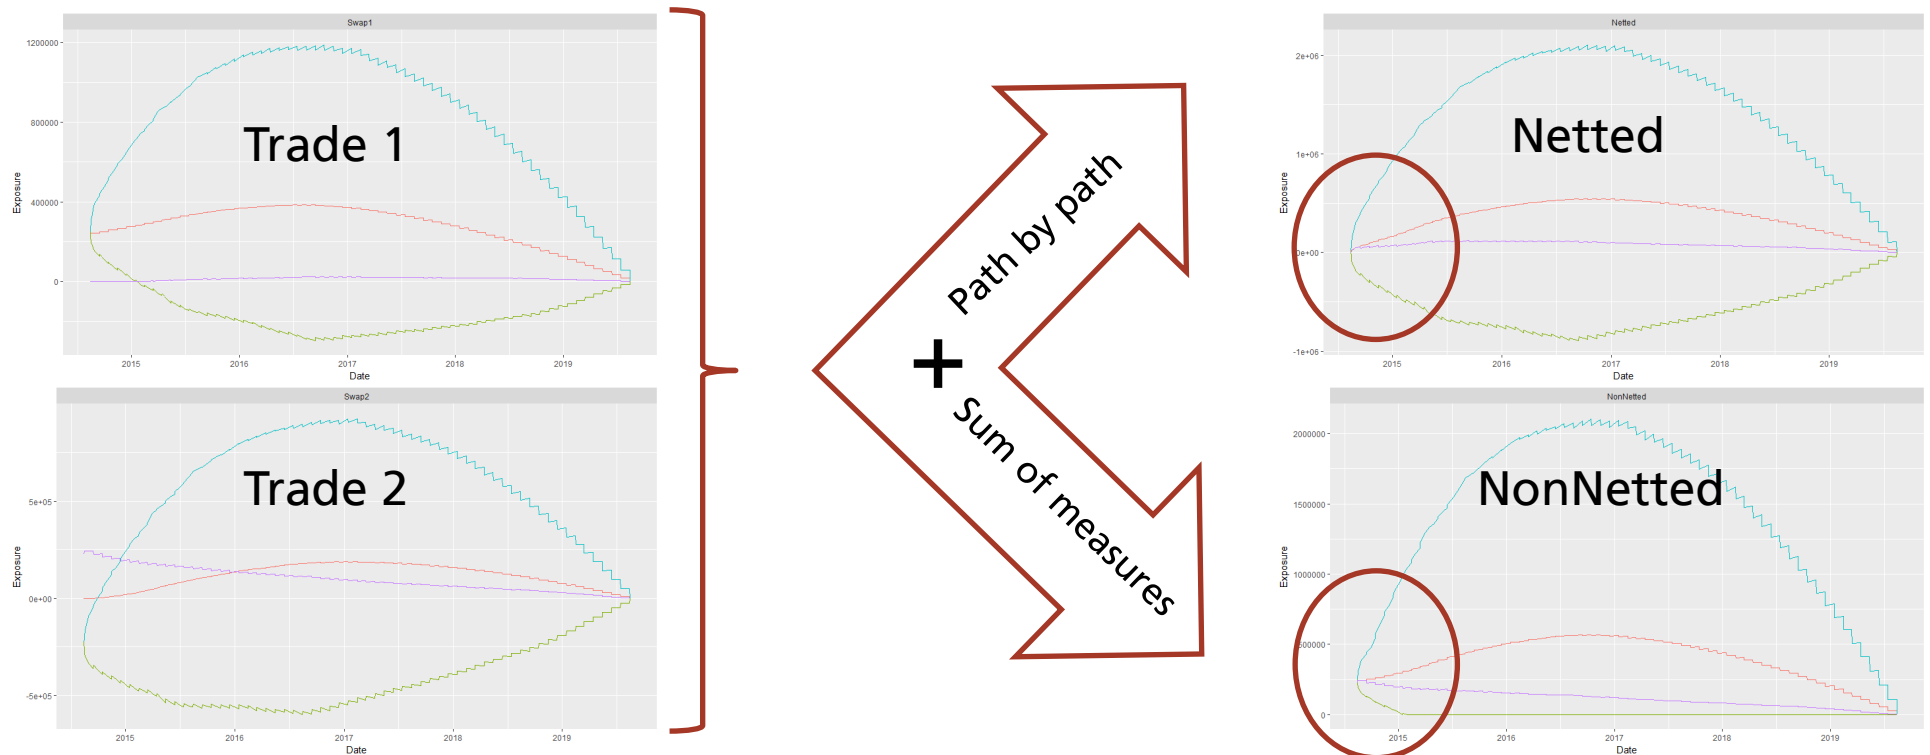 Swap1
1200000
800000
400000
0
Exposure
Trade 1
2015
2016
2017
2018
2019
Date
Swap2
5e+05
0e+00
-5e+05
Exposure
Trade 2
2015
2016
2017
2018
2019
Date
+
Path by path
Sum of measures
Netted
2e+06
1e+06
0e+00
-1e+06
Exposure
Netted
2015
2016
2017
2018
2019
Date
NonNetted
2000000
1500000
1000000
500000
0
Exposure
NonNetted
2015
2016
2017
2018
2019
Date